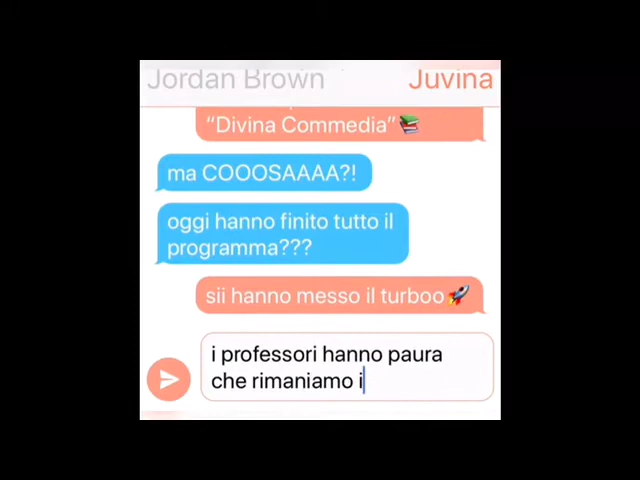 Jordan Brown Juvina
“Divina Commedia”📚
ma COOOSAAAA?!
oggi hanno finito tutto il
programma???
sii hanno messo il turboo🚀
i professori hanno paura
che rimaniamo i